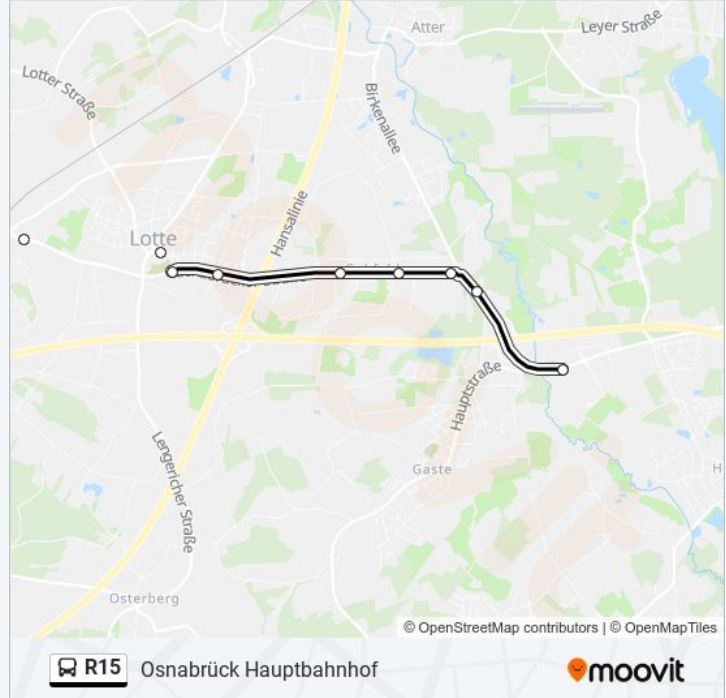 Atter
Leyer Straße
Lotter Straße
Birkenallee
Hansalinie
Lotte
Hauptstraße
Gaste
Lengericher Straße
H
Osterberg
© OpenStreetMap contributors | © OpenMapTiles
R15 Osnabrück Hauptbahnhof
moovit